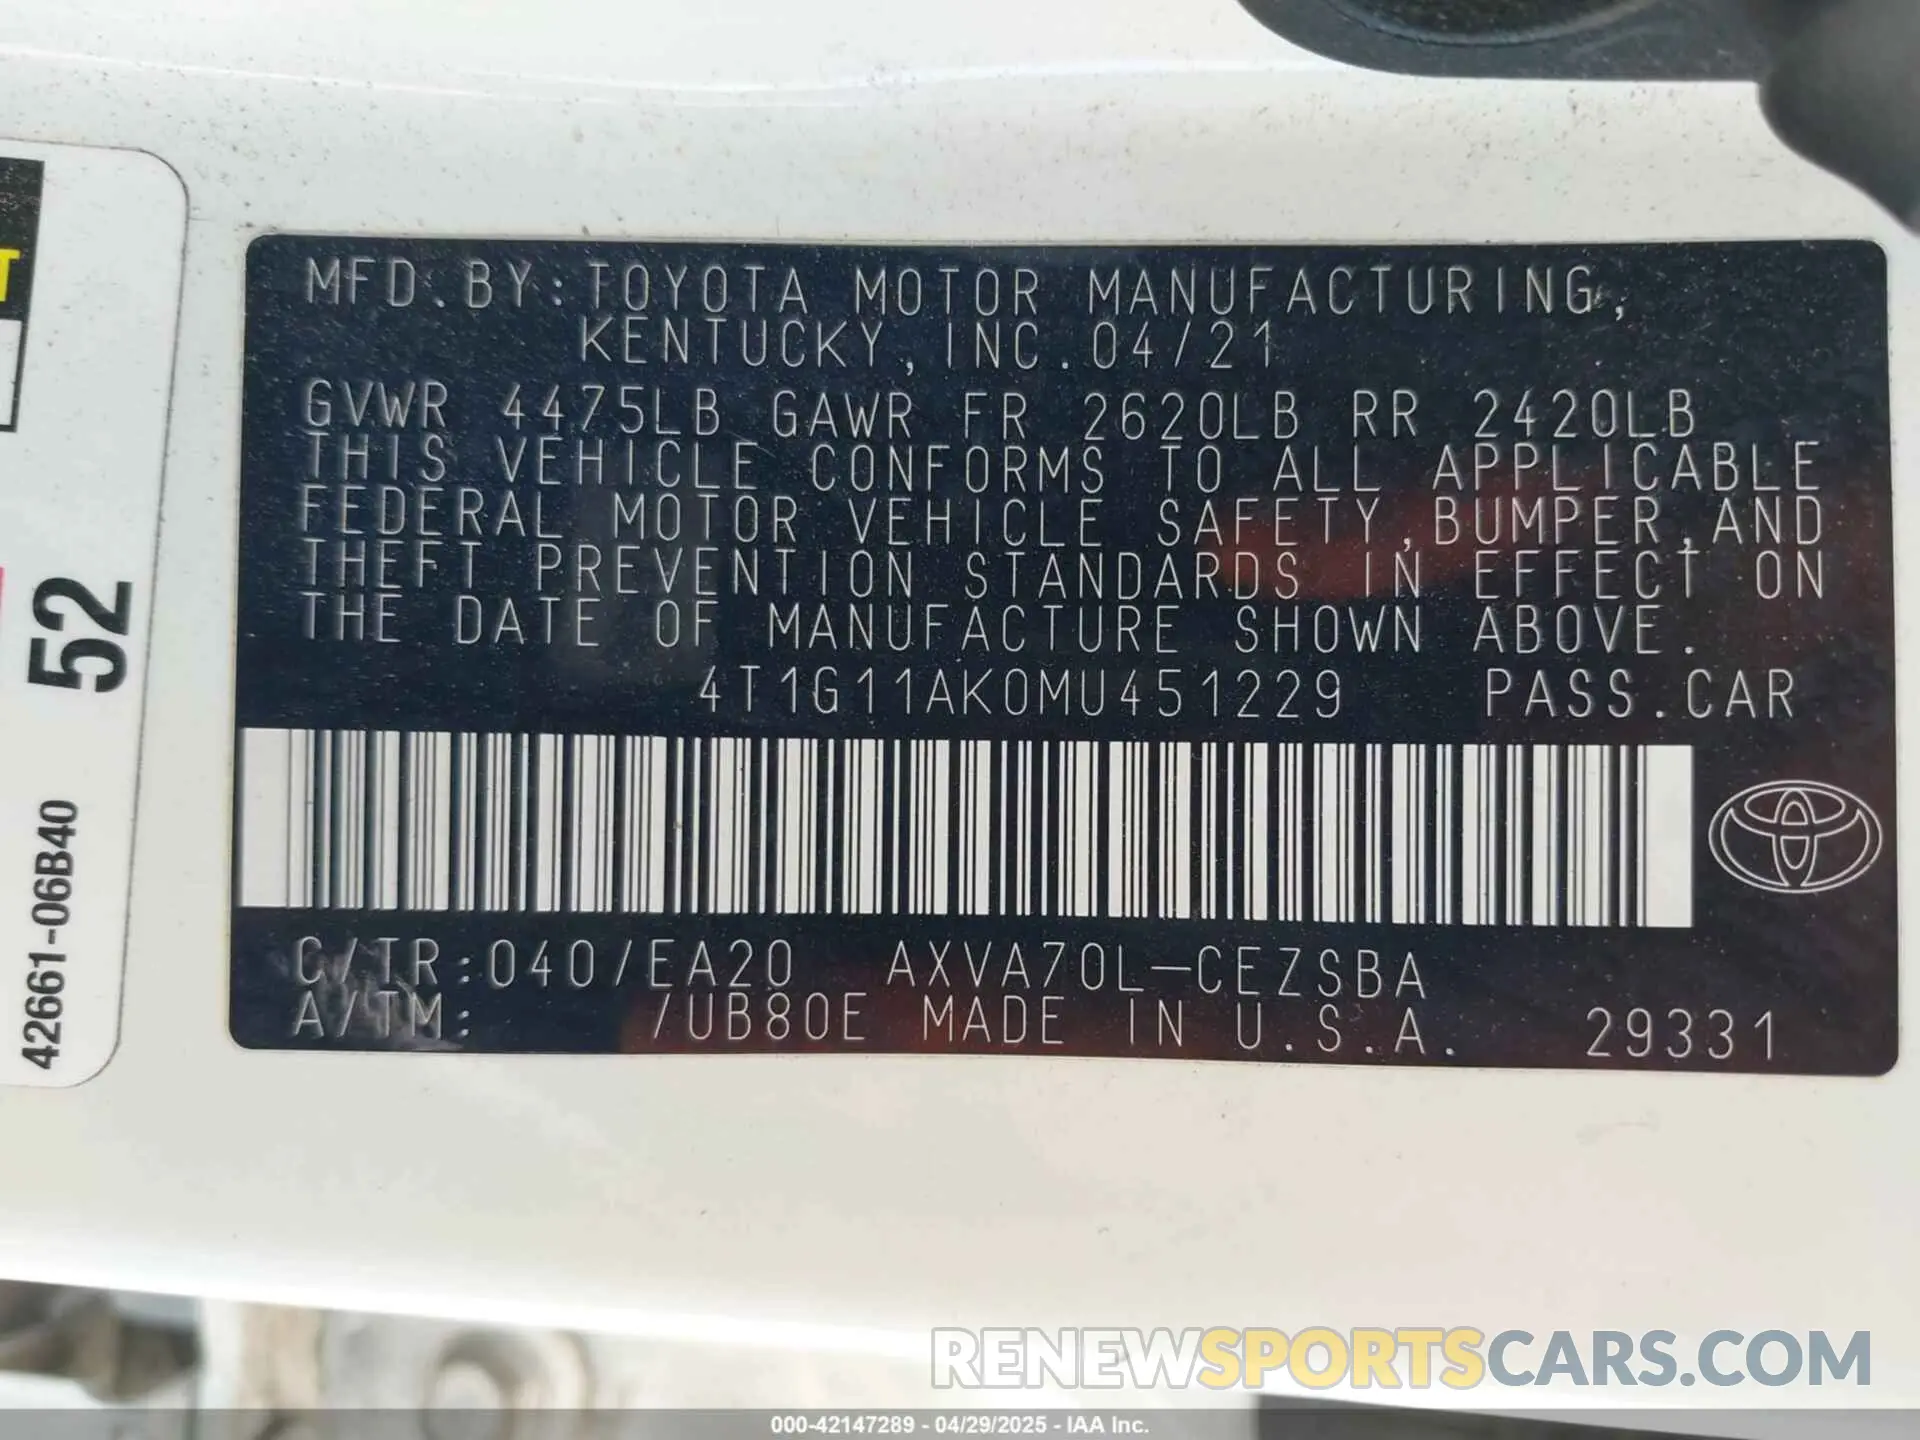 MFD.BY:TOYOTA MOTOR MANUFACTURING,
KENTUCKY, INC.04/21
GVWR 4475LB GAWR FR 2620LB RR 2420LB
THIS VEHICLE CONFORMS TO ALL APPLICABLE
FEDERAL MOTOR VEHICLE SAFETY,BUMPER,AND
THEFT PREVENTION STANDARDS IN EFFECT ON
THE DATE OF MANUFACTURE SHOWN ABOVE.
4T1G11AK0MU451229 PASS.CAR
C/TR:040/EA20 AXVA70L-CEZSBA
A/TM: /UB80E MADE IN U.S.A. 29331
T
52
42661-06B40
RENEWSPORTSCARS.COM
000-42147289 - 04/29/2025 - IAA Inc.